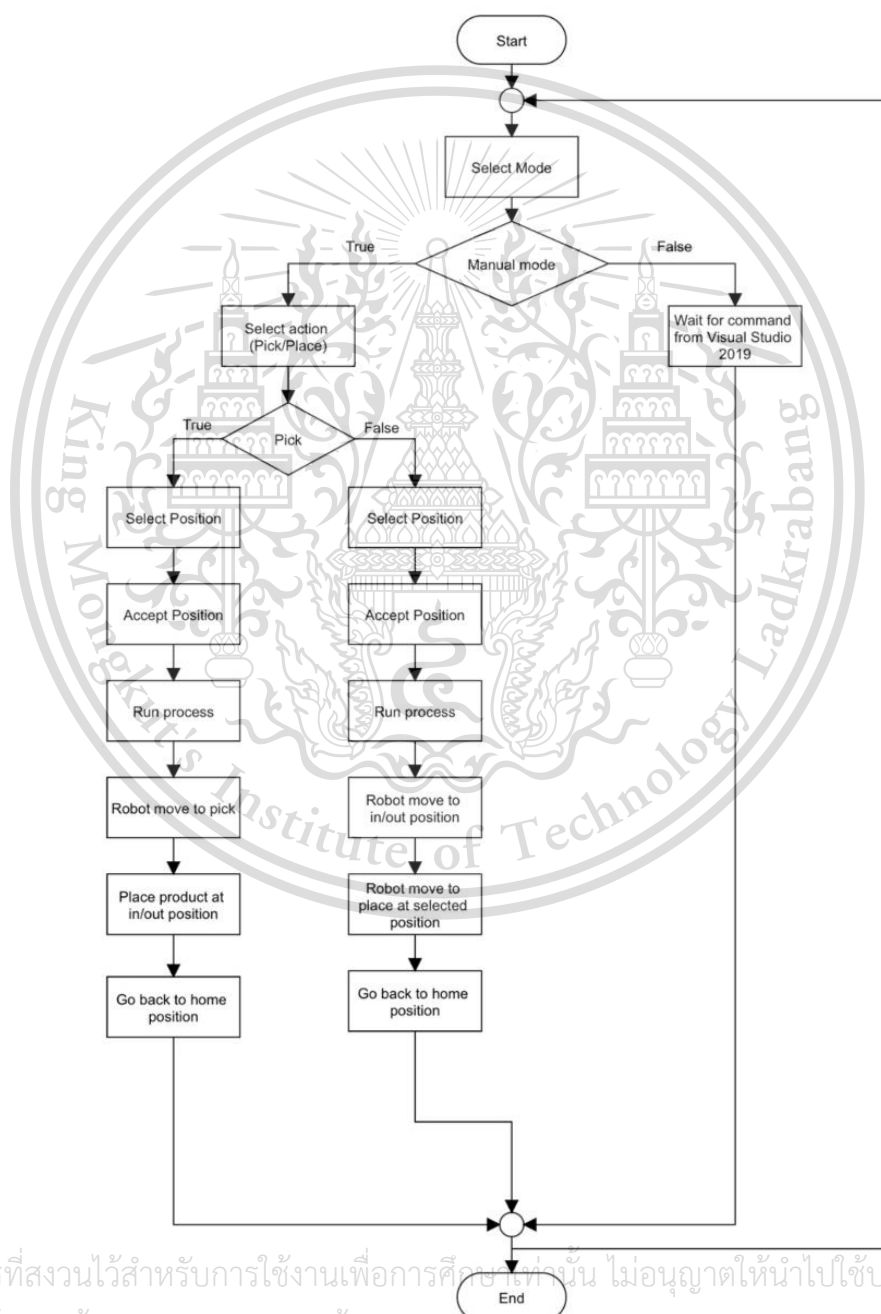 Start
Select Mode
Manual mode
True
False
Select action
(Pick/Place)
Wait for command
from Visual Studio
2019
Pick
True
False
Select Position
Accept Position
Run process
Robot move to pick
Place product at
in/out position
Go back to home
position
Select Position
Accept Position
Run process
Robot move to
in/out position
Robot move to
place at selected
position
Go back to home
position
End
King Mongkut's Institute of Technology Ladkrabang
ที่สงวนไว้สำหรับการใช้งานเพื่อการศึกษาเท่านั้น ไม่อนุญาตให้นำไปใช้